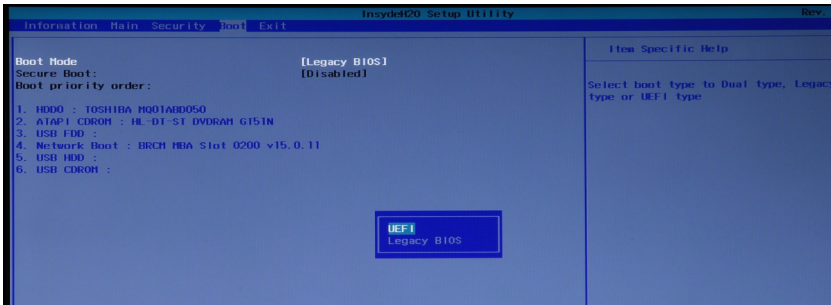 InsydeH20 Setup Utility Rev.
Information Main Security Boot Exit
Item Specific Help
Boot Mode [Legacy BIOS]
Secure Boot: [Disabled]
Boot priority order:
Select boot type to Dual type, Legacy
type or UEFI type
1. HDD0 : TOSHIBA MQ01ABD050
2. ATAPI CDROM : HL-DT-ST DVDRAM GT51N
3. USB FDD :
4. Network Boot : BRCM MBA Slot 0200 v15.0.11
5. USB HDD :
6. USB CDROM :
UEFI
Legacy BIOS